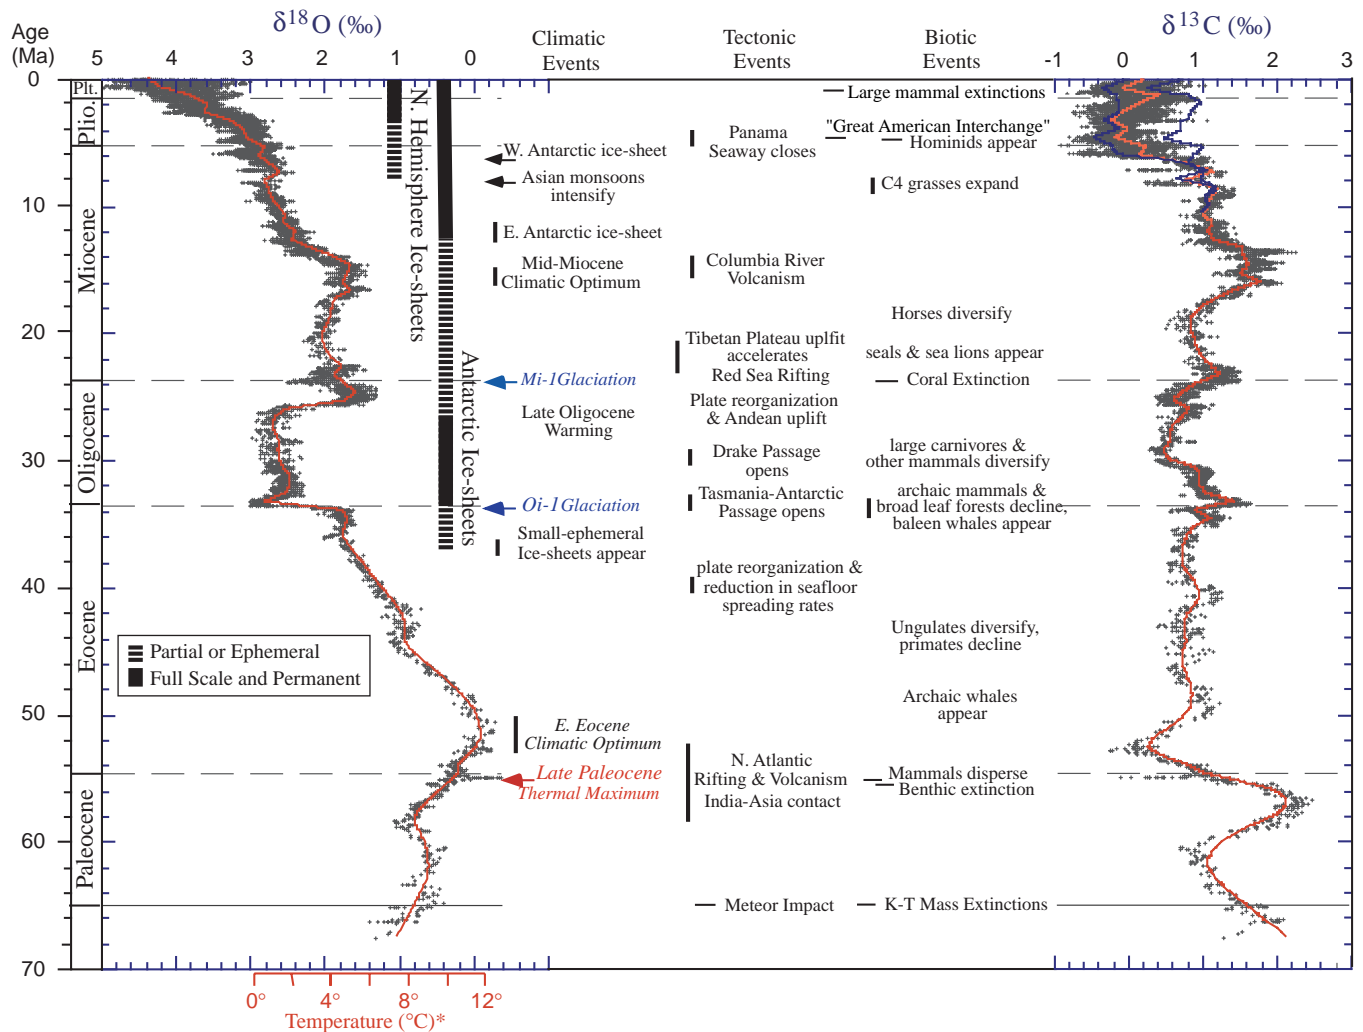 Age
(Ma)
δ18O (‰)
5 4 3 2 1 0
Climatic
Events
Tectonic
Events
Biotic
Events
δ13C (‰)
-1 0 1 2 3
0
10
20
30
40
50
60
70
Plt.
Plio.
Miocene
Oligocene
Eocene
Paleocene
N. Hemisphere Ice-sheets
Antarctic Ice-sheets
Partial or Ephemeral
Full Scale and Permanent
W. Antarctic ice-sheet
Asian monsoons
intensify
E. Antarctic ice-sheet
Mid-Miocene
Climatic Optimum
Mi-1Glaciation
Late Oligocene
Warming
Oi-1Glaciation
Small-ephemeral
Ice-sheets appear
E. Eocene
Climatic Optimum
Late Paleocene
Thermal Maximum
Panama
Seaway closes
Columbia River
Volcanism
Tibetan Plateau uplfit
accelerates
Red Sea Rifting
Plate reorganization
& Andean uplift
Drake Passage
opens
Tasmania-Antarctic
Passage opens
plate reorganization &
reduction in seafloor
spreading rates
N. Atlantic
Rifting & Volcanism
India-Asia contact
Meteor Impact
Large mammal extinctions
"Great American Interchange"
Hominids appear
C4 grasses expand
Horses diversify
seals & sea lions appear
Coral Extinction
large carnivores &
other mammals diversify
archaic mammals &
broad leaf forests decline,
baleen whales appear
Ungulates diversify,
primates decline
Archaic whales
appear
Mammals disperse
Benthic extinction
K-T Mass Extinctions
0° 4° 8° 12°
Temperature (°C)*